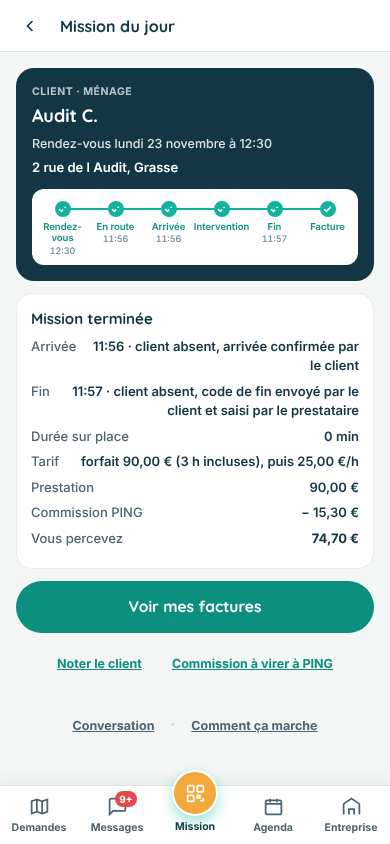 Mission du jour
CLIENT · MÉNAGE
Audit C.
Rendez-vous lundi 23 novembre à 12:30
2 rue de l Audit, Grasse
Rendez-vous
12:30
En route
11:56
Arrivée
11:56
Intervention
Fin
11:57
Facture
Mission terminée
Arrivée 11:56 · client absent, arrivée confirmée par
le client
Fin 11:57 · client absent, code de fin envoyé par le
client et saisi par le prestataire
Durée sur place 0 min
Tarif forfait 90,00 € (3 h incluses), puis 25,00 €/h
Prestation 90,00 €
Commission PING − 15,30 €
Vous percevez 74,70 €
Voir mes factures
Noter le client Commission à virer à PING
Conversation · Comment ça marche
9+
Demandes Messages Mission Agenda Entreprise